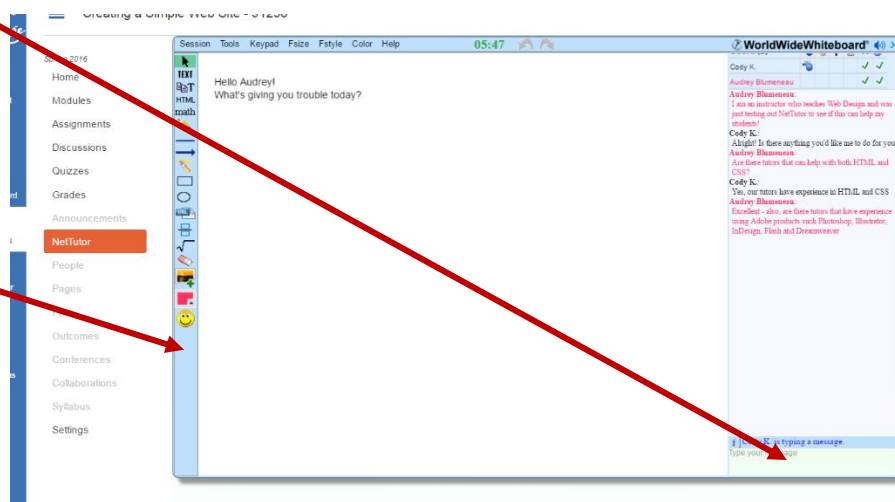 Creating a Simple Web Site - 91230
Spring 2016
Home
Modules
Assignments
Discussions
Quizzes
Grades
Announcements
NetTutor
People
Pages
Outcomes
Conferences
Collaborations
Syllabus
Settings
Session Tools Keypad Fsize Fstyle Color Help 05:47 WorldWideWhiteboard®
TEXT
HTML
math
Hello Audrey!
What's giving you trouble today?
Cody K.
Audrey Blumeneau
Audrey Blumeneau:
I am an instructor who teaches Web Design and was
just testing out NetTutor to see if this can help my
students!
Cody K.:
Alright! Is there anything you'd like me to do for you
Audrey Blumeneau:
Are there tutors that can help with both HTML and
CSS?
Cody K.:
Yes, our tutors have experience in HTML and CSS
Audrey Blumeneau:
Excellent - also, are there tutors that have experience
using Adobe products such Photoshop, Illustrator,
InDesign, Flash and Dreamweaver
K. is typing a message.
Type your